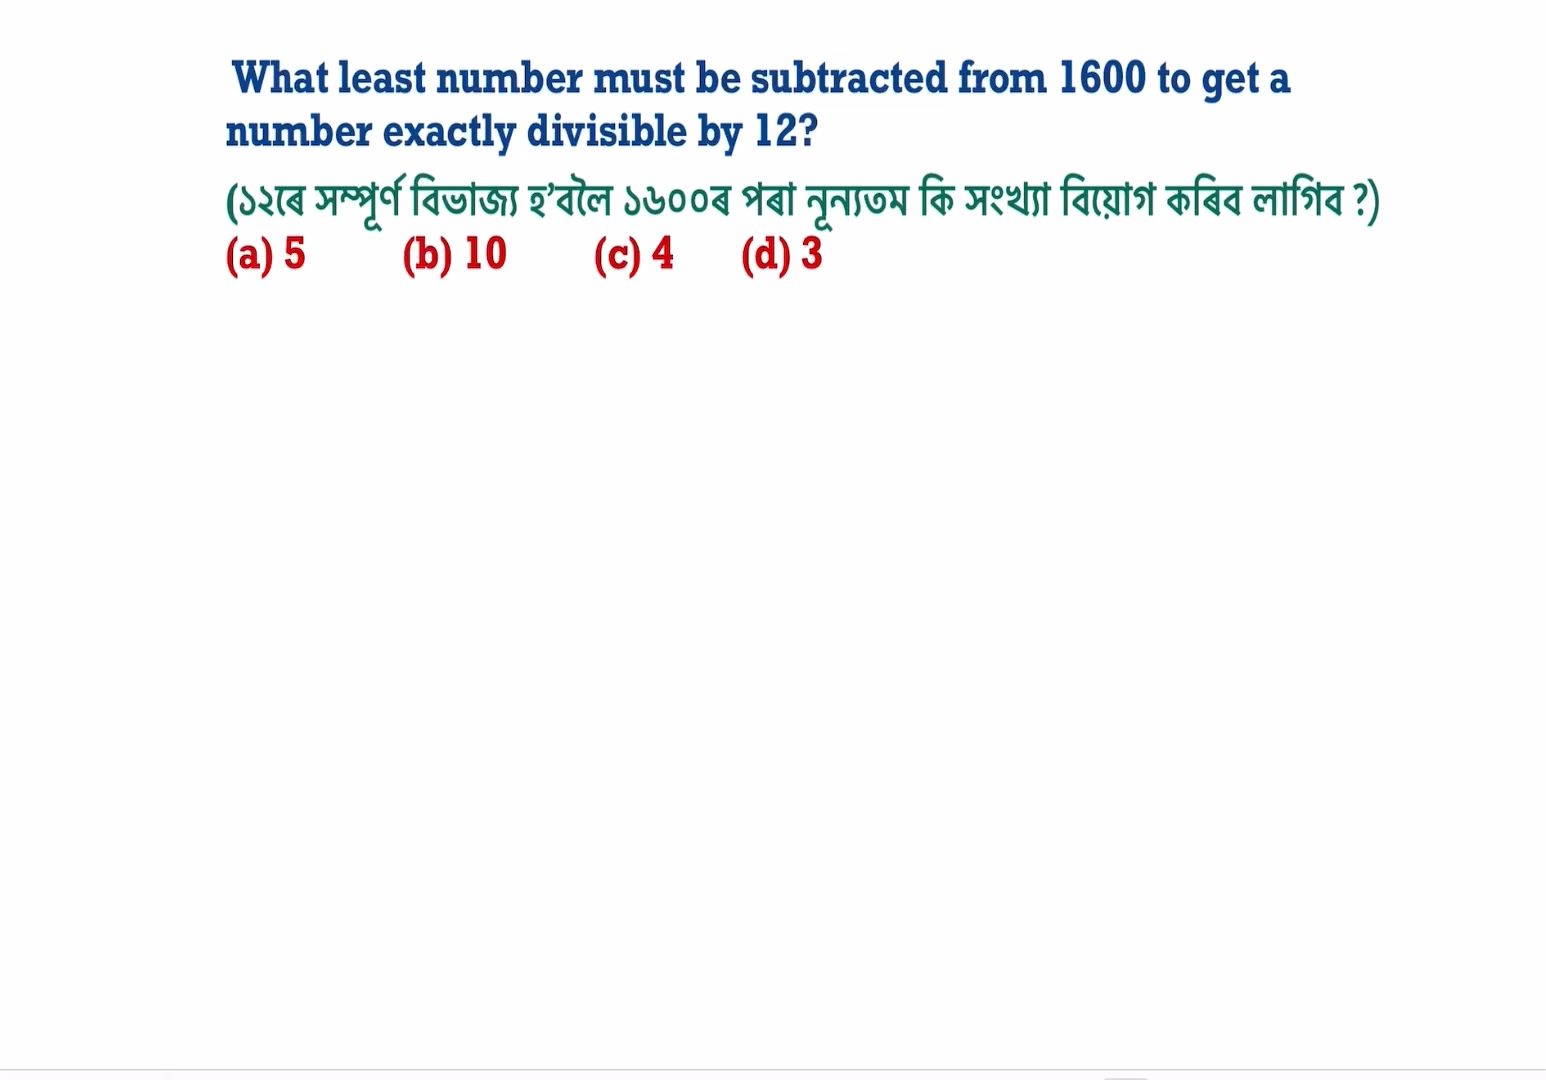 What least number must be subtracted from 1600 to get a
number exactly divisible by 12?
(১২ৰে সম্পূর্ণ বিভাজ্য হ’বলৈ ১৬০০ৰ পৰা নূন্যতম কি সংখ্যা বিয়োগ কৰিব লাগিব ?)
(a) 5 (b) 10 (c) 4 (d) 3